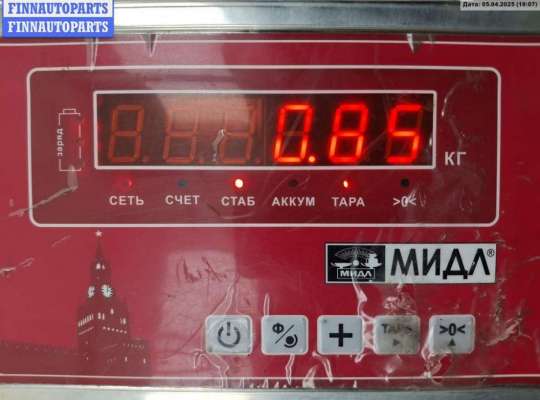 FINNAUTOPARTS
FINNAUTOPARTS
Дата: 05.04.2025 (18:07)
заряд
0.85
КГ
СЕТЬ СЧЕТ СТАБ АККУМ ТАРА >0<
МИДЛ
МИДЛ®
Ф
ТАРА >0<